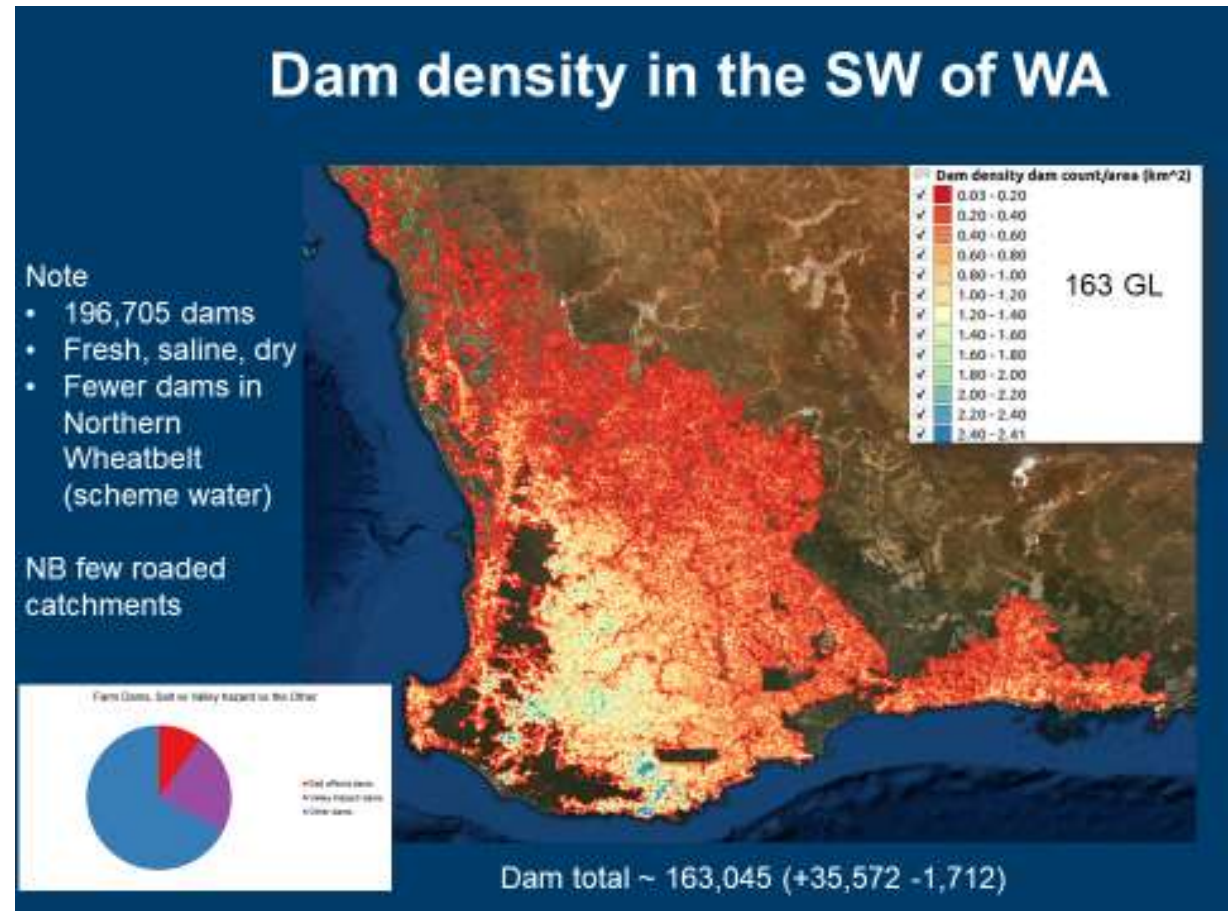 Dam density in the SW of WA
Note
• 196,705 dams
• Fresh, saline, dry
• Fewer dams in
Northern
Wheatbelt
(scheme water)
NB few roaded
catchments
Dam density dam count/area (km^2)
0.03 - 0.20
0.20 - 0.40
0.40 - 0.60
0.60 - 0.80
0.80 - 1.00
1.00 - 1.20
1.20 - 1.40
1.40 - 1.60
1.60 - 1.80
1.80 - 2.00
2.00 - 2.20
2.20 - 2.40
2.40 - 2.41
163 GL
Farm Dams, Salt vs Valley Hazard vs the Other
Salt affected dams
Valley Hazard dams
Other dams
Dam total ~ 163,045 (+35,572 -1,712)